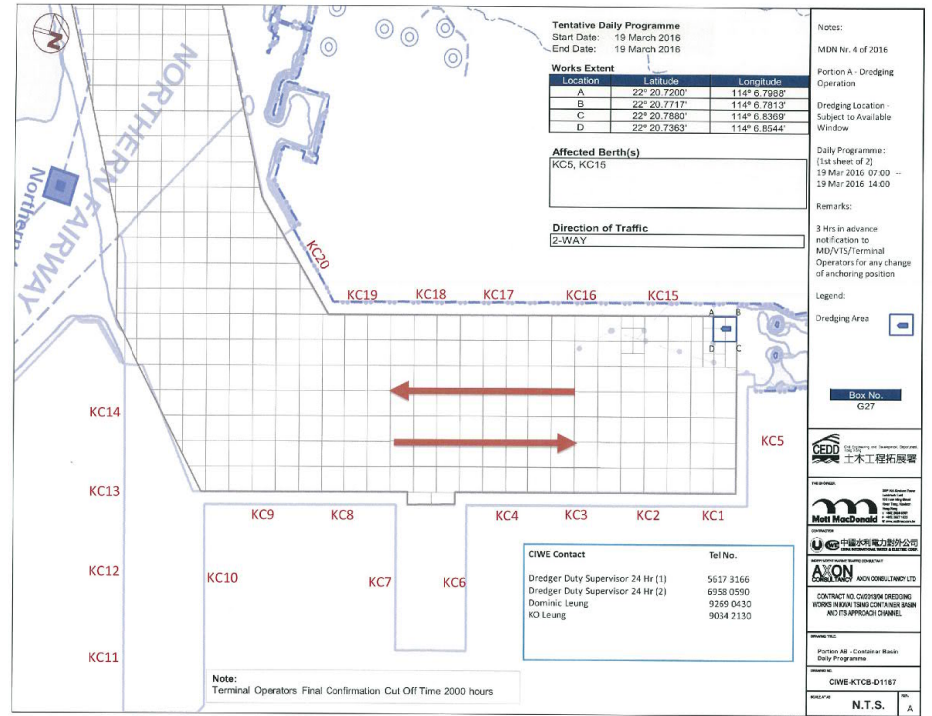 Tentative Daily Programme
Start Date: 19 March 2016
End Date: 19 March 2016
Works Extent
Location Latitude Longitude
A 22° 20.7200' 114° 6.7988'
B 22° 20.7717' 114° 6.7813'
C 22° 20.7880' 114° 6.8369'
D 22° 20.7363' 114° 6.8544'
Affected Berth(s)
KC5, KC15
Direction of Traffic
2-WAY
N
NORTHERN FAIRWAY
Northern
KC20
KC19 KC18 KC17 KC16 KC15
A B
D C
KC14
KC5
KC13
KC9 KC8 KC4 KC3 KC2 KC1
KC12
KC10
KC7 KC6
KC11
CIWE Contact Tel No.
Dredger Duty Supervisor 24 Hr (1) 5617 3166
Dredger Duty Supervisor 24 Hr (2) 6958 0590
Dominic Leung 9269 0430
KO Leung 9034 2130
Note:
Terminal Operators Final Confirmation Cut Off Time 2000 hours
Notes:
MDN Nr. 4 of 2016
Portion A - Dredging
Operation
Dredging Location -
Subject to Available
Window
Daily Programme:
(1st sheet of 2)
19 Mar 2016 07:00 --
19 Mar 2016 14:00
Remarks:
3 Hrs in advance
notification to
MD/VTS/Terminal
Operators for any change
of anchoring position
Legend:
Dredging Area
Box No.
G27
CEDD
土木工程拓展署
Mott MacDonald
中國水利電力對外公司
CHINA INTERNATIONAL WATER & ELECTRIC CORP.
AXON
CONSULTANCY AXON CONSULTANCY LTD
CONTRACT NO. CV/2013/04 DREDGING
WORKS IN KWAI TSING CONTAINER BASIN
AND ITS APPROACH CHANNEL
DRAWING TITLE
Portion AB - Container Basin
Daily Programme
DRAWING NO.
CIWE-KTCB-D1167
N.T.S. A